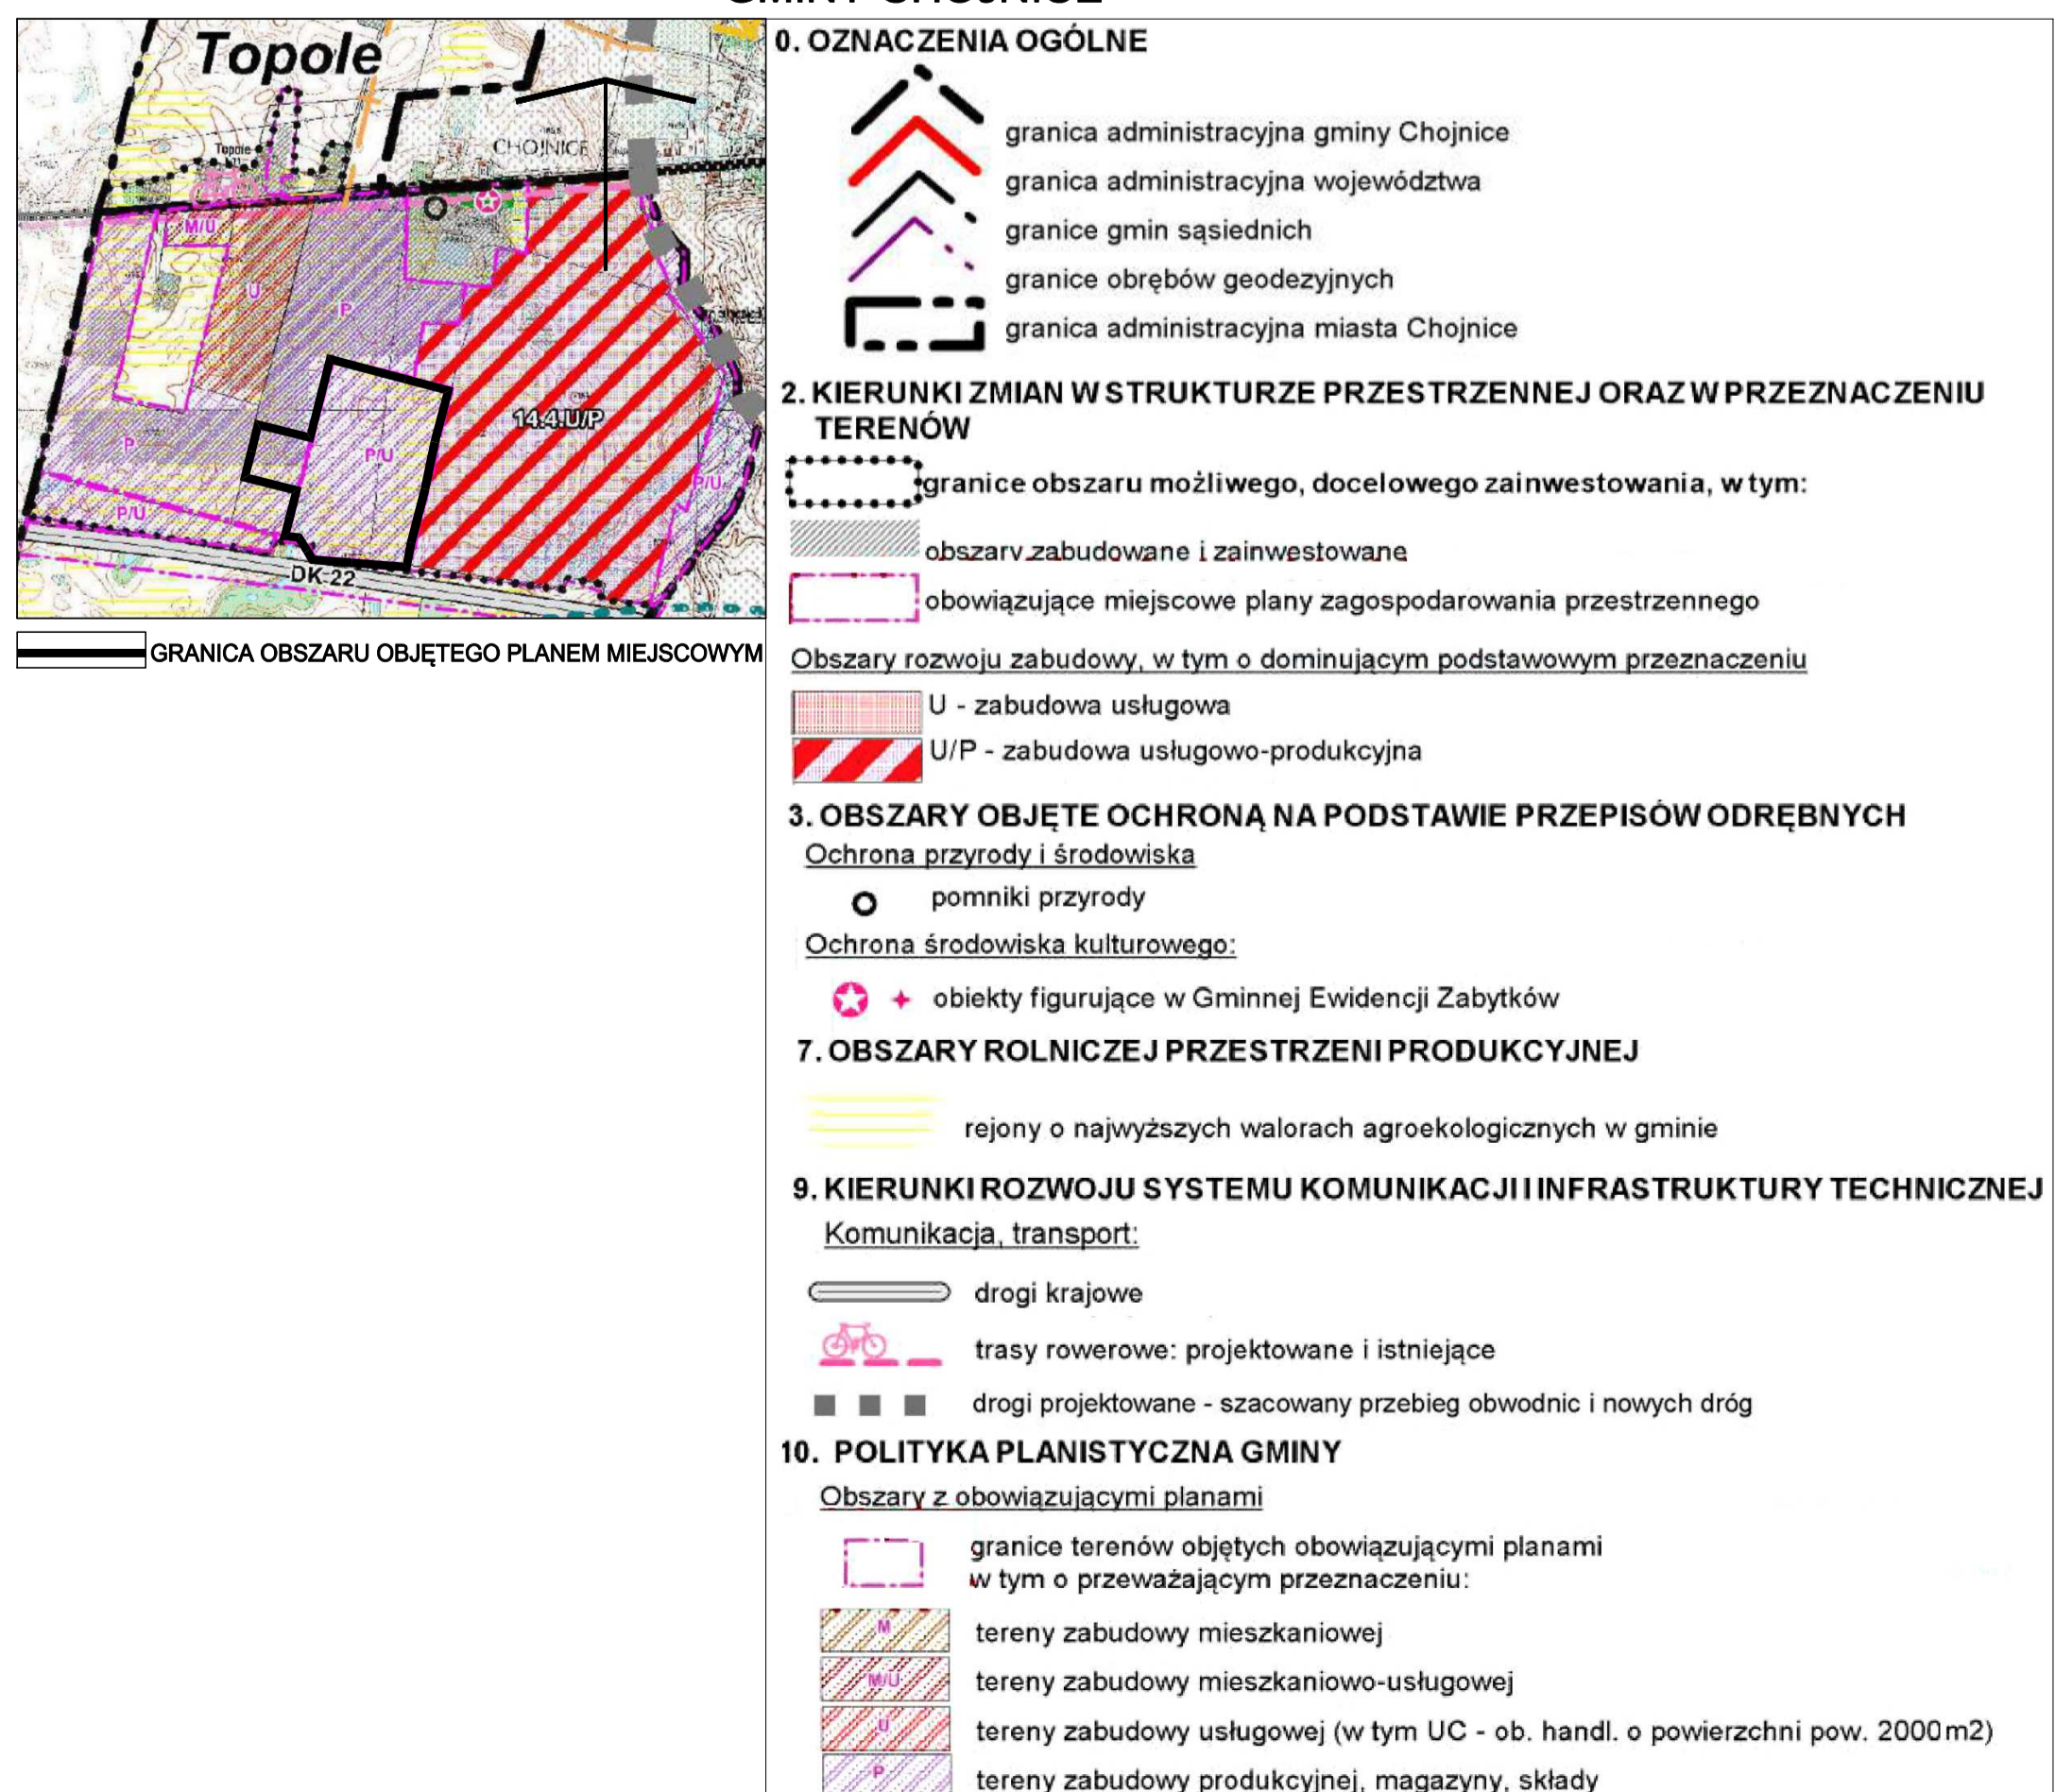 GMINY CHOJNICE
Topole
Topole
CHOJNICE
M/U
U
P
14.4.U/P
P/U
P
P/U
P/U
DK-22
GRANICA OBSZARU OBJĘTEGO PLANEM MIEJSCOWYM
0. OZNACZENIA OGÓLNE
granica administracyjna gminy Chojnice
granica administracyjna województwa
granice gmin sąsiednich
granice obrębów geodezyjnych
granica administracyjna miasta Chojnice
2. KIERUNKI ZMIAN W STRUKTURZE PRZESTRZENNEJ ORAZ W PRZEZNACZENIU
TERENÓW
granice obszaru możliwego, docelowego zainwestowania, w tym:
obszary zabudowane i zainwestowane
obowiązujące miejscowe plany zagospodarowania przestrzennego
Obszary rozwoju zabudowy, w tym o dominującym podstawowym przeznaczeniu
U - zabudowa usługowa
U/P - zabudowa usługowo-produkcyjna
3. OBSZARY OBJĘTE OCHRONĄ NA PODSTAWIE PRZEPISÓW ODRĘBNYCH
Ochrona przyrody i środowiska
pomniki przyrody
Ochrona środowiska kulturowego:
obiekty figurujące w Gminnej Ewidencji Zabytków
7. OBSZARY ROLNICZEJ PRZESTRZENI PRODUKCYJNEJ
rejony o najwyższych walorach agroekologicznych w gminie
9. KIERUNKI ROZWOJU SYSTEMU KOMUNIKACJI I INFRASTRUKTURY TECHNICZNEJ
Komunikacja, transport:
drogi krajowe
trasy rowerowe: projektowane i istniejące
drogi projektowane - szacowany przebieg obwodnic i nowych dróg
10. POLITYKA PLANISTYCZNA GMINY
Obszary z obowiązującymi planami
granice terenów objętych obowiązującymi planami
w tym o przeważającym przeznaczeniu:
M tereny zabudowy mieszkaniowej
M/U tereny zabudowy mieszkaniowo-usługowej
U tereny zabudowy usługowej (w tym UC - ob. handl. o powierzchni pow. 2000m2)
P tereny zabudowy produkcyjnej, magazyny, składy